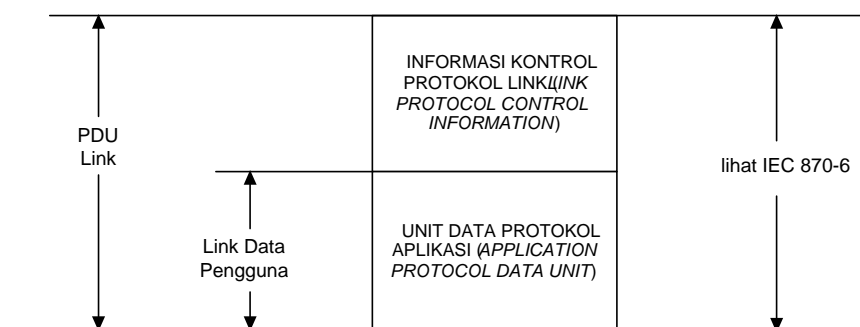 INFORMASI KONTROL
PROTOKOL LINK(LINK
PROTOCOL CONTROL
INFORMATION)
PDU
Link
lihat IEC 870-6
Link Data
Pengguna
UNIT DATA PROTOKOL
APLIKASI (APPLICATION
PROTOCOL DATA UNIT)